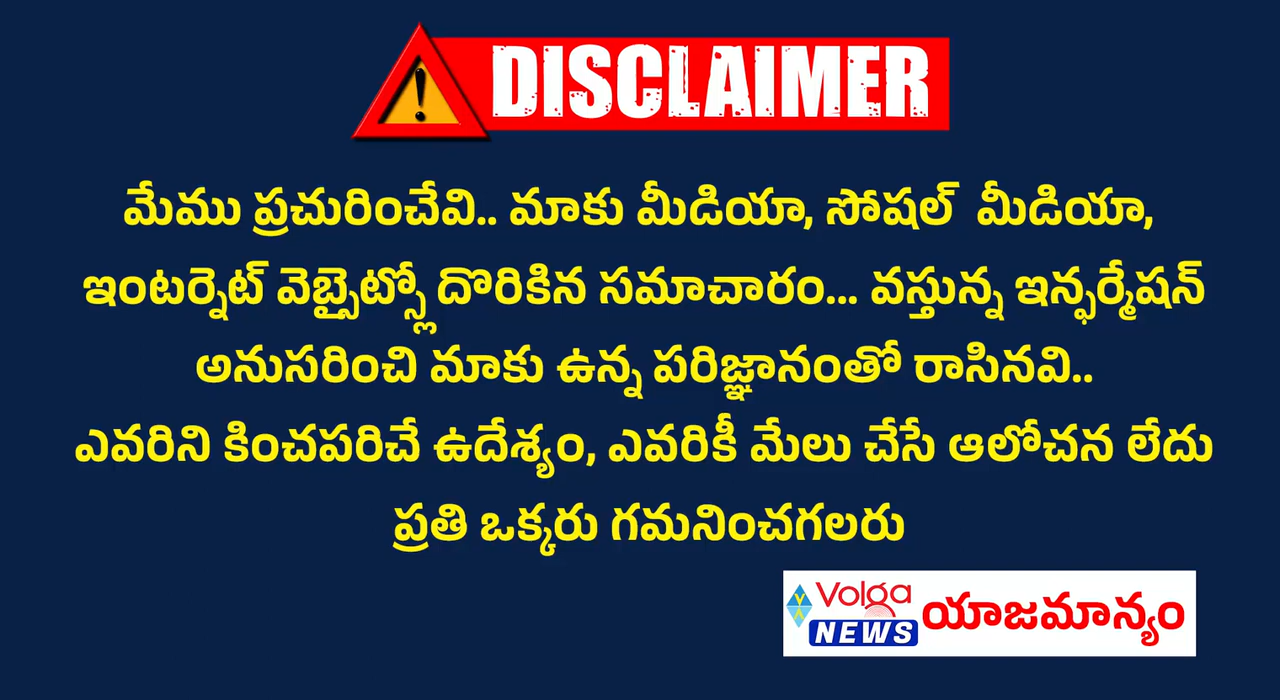 DISCLAIMER
మేము ప్రచురించేవి.. మాకు మీడియా, సోషల్ మీడియా,
ఇంటర్నెట్ వెబ్సైట్స్లో దొరికిన సమాచారం... వస్తున్న ఇన్ఫర్మేషన్
అనుసరించి మాకు ఉన్న పరిజ్ఞానంతో రాసినవి..
ఎవరిని కించపరిచే ఉదేశ్యం, ఎవరికీ మేలు చేసే ఆలోచన లేదు
ప్రతి ఒక్కరు గమనించగలరు
Volga
NEWS యాజమాన్యం